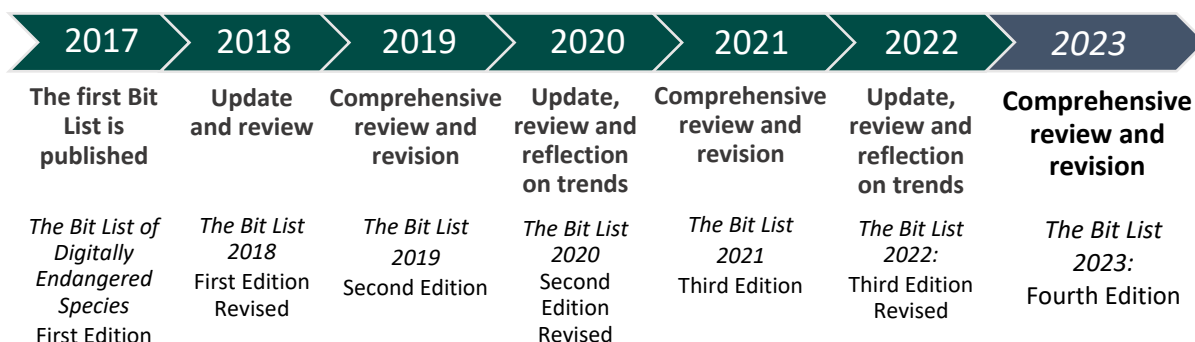 2017
2018
2019
2020
2021
2022
2023
The first Bit
List is
published
Update
and review
Comprehensive
review and
revision
Update,
review and
reflection
on trends
Comprehensive
review and
revision
Update,
review and
reflection
on trends
Comprehensive
review and
revision
The Bit List of
Digitally
Endangered
Species
First Edition
The Bit List
2018
First Edition
Revised
The Bit List
2019
Second Edition
The Bit List
2020
Second
Edition
Revised
The Bit List
2021
Third Edition
The Bit List
2022:
Third Edition
Revised
The Bit List
2023:
Fourth Edition